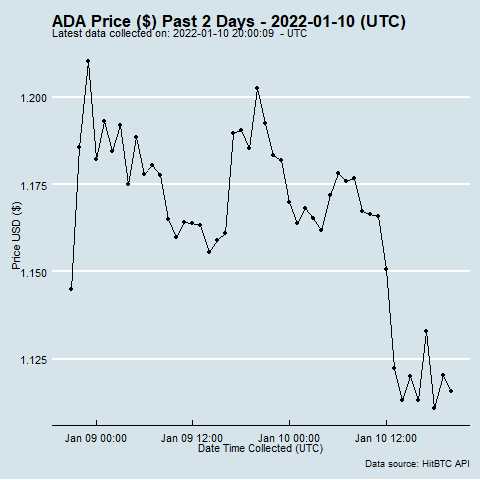 ADA Price ($) Past 2 Days - 2022-01-10 (UTC)
Latest data collected on: 2022-01-10 20:00:09 - UTC
1.200
1.175
1.150
1.125
Price USD ($)
Jan 09 00:00 Jan 09 12:00 Jan 10 00:00 Jan 10 12:00
Date Time Collected (UTC)
Data source: HitBTC API